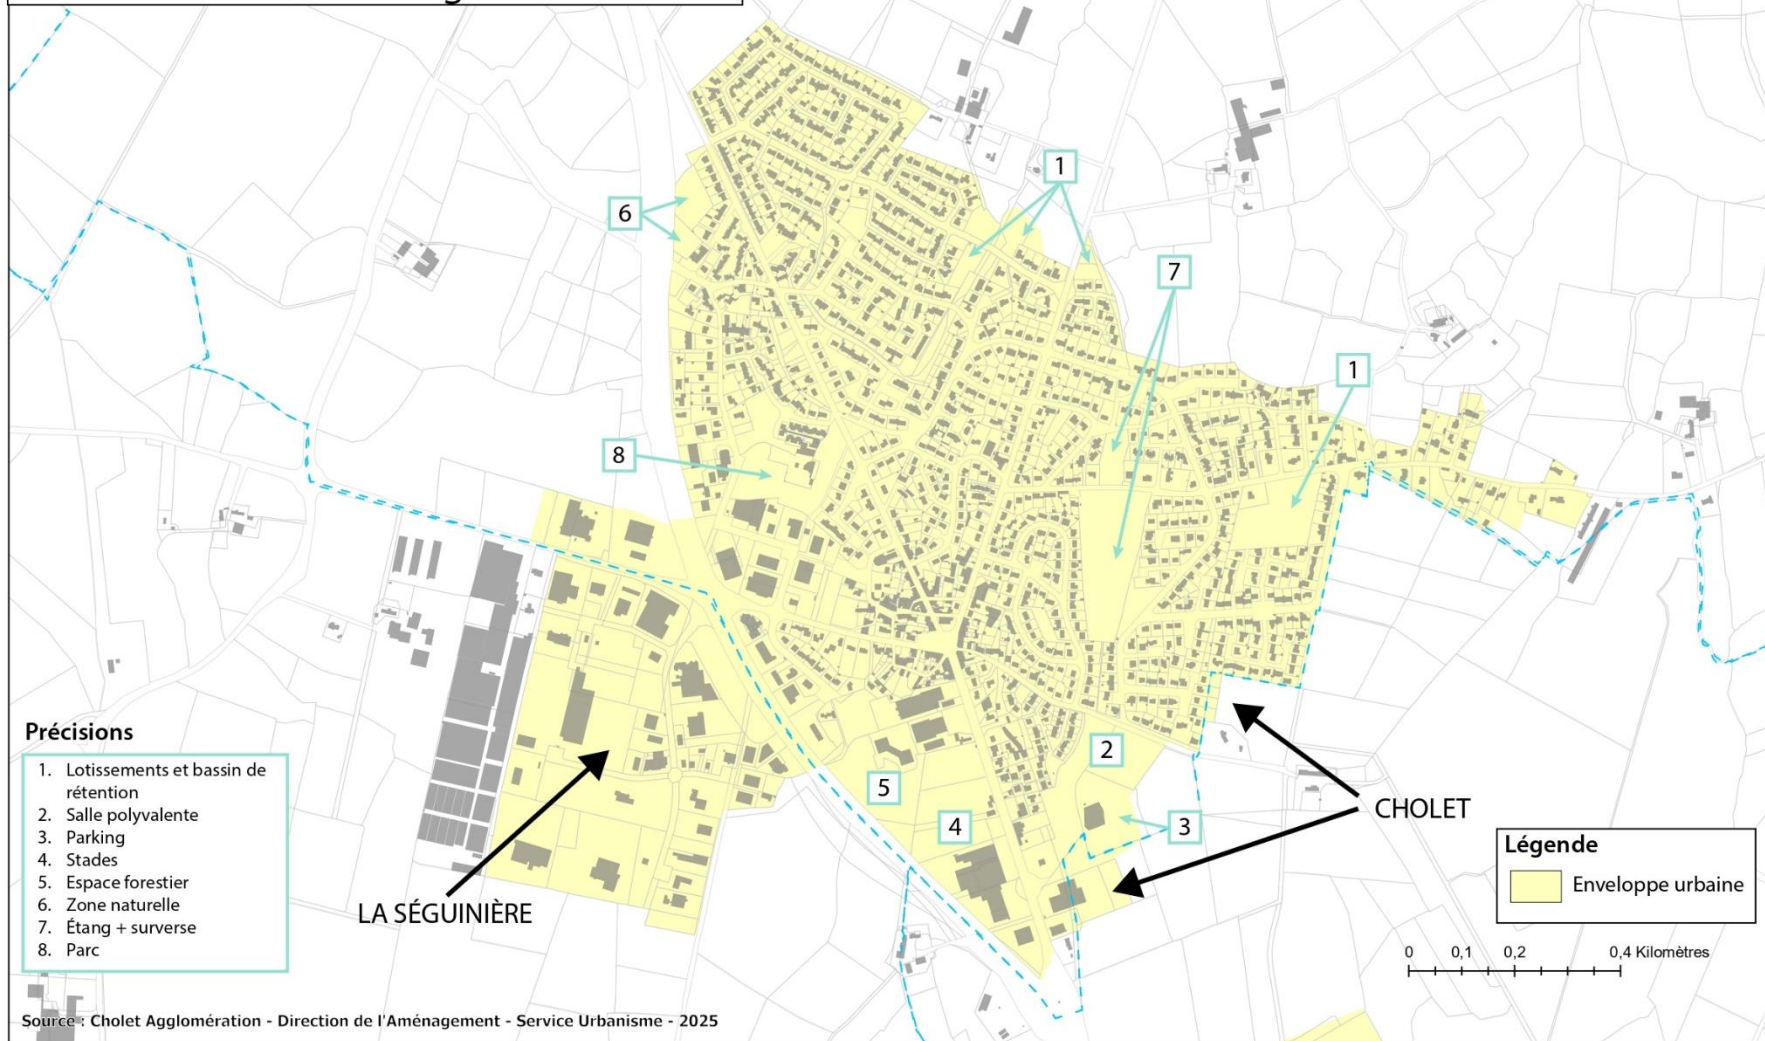 1
6
7
1
8
2
5
4
3
CHOLET
LA SÉGUINIÈRE
Précisions
1. Lotissements et bassin de
rétention
2. Salle polyvalente
3. Parking
4. Stades
5. Espace forestier
6. Zone naturelle
7. Étang + surverse
8. Parc
Légende
Enveloppe urbaine
0 0,1 0,2 0,4 Kilomètres
Source : Cholet Agglomération - Direction de l'Aménagement - Service Urbanisme - 2025